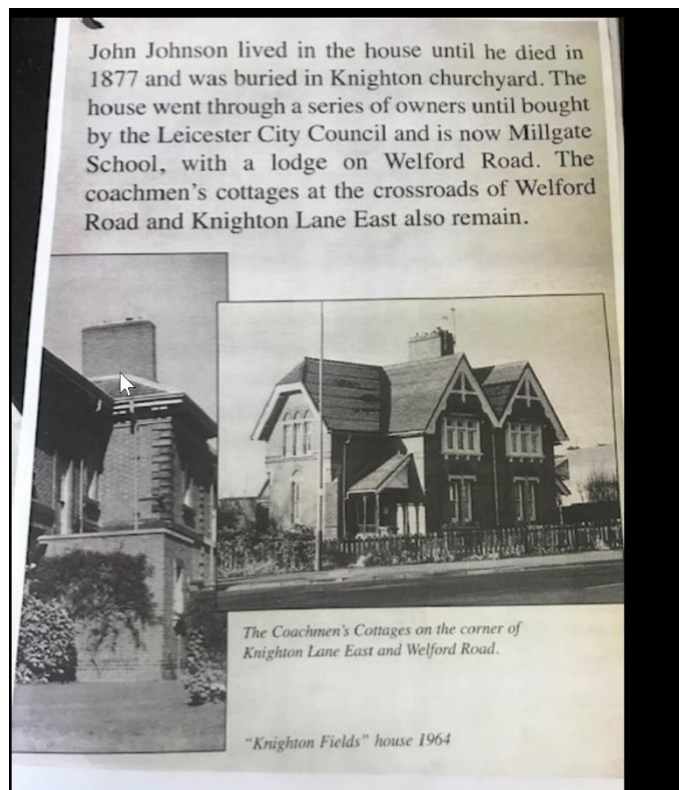 John Johnson lived in the house until he died in
1877 and was buried in Knighton churchyard. The
house went through a series of owners until bought
by the Leicester City Council and is now Millgate
School, with a lodge on Welford Road. The
coachmen's cottages at the crossroads of Welford
Road and Knighton Lane East also remain.
The Coachmen's Cottages on the corner of
Knighton Lane East and Welford Road.
"Knighton Fields" house 1964